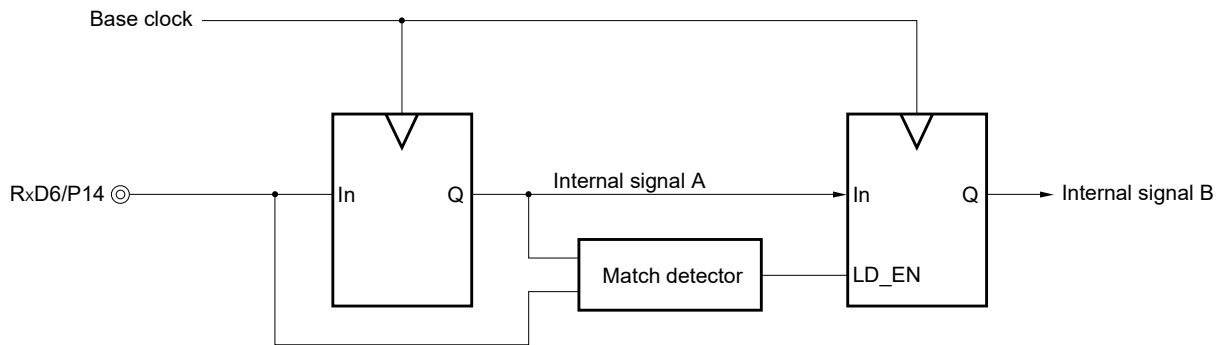 Base clock
RxD6/P14
In
Q
Internal signal A
In
Q
Internal signal B
Match detector
LD_EN